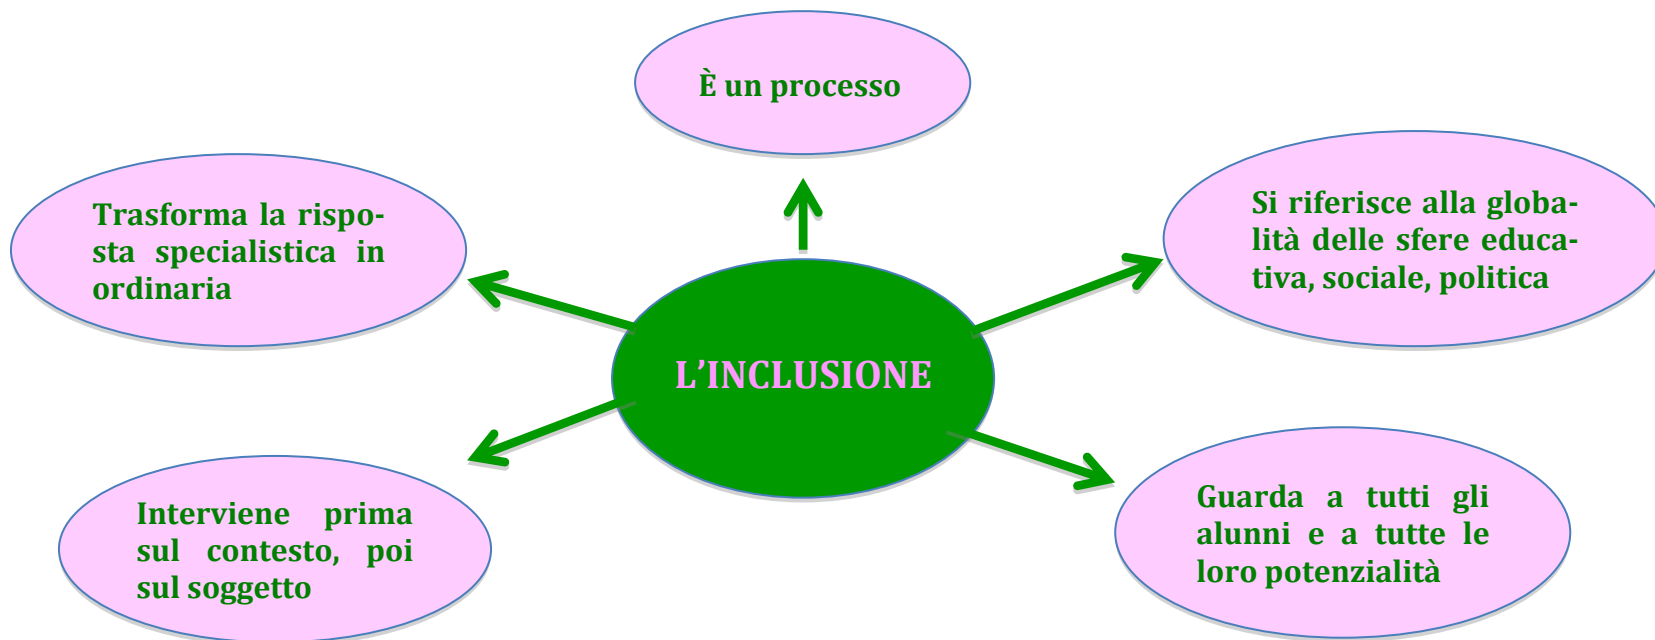 È un processo
Trasforma la rispo-
sta specialistica in
ordinaria
Si riferisce alla globa-
lità delle sfere educa-
tiva, sociale, politica
L’INCLUSIONE
Interviene prima
sul contesto, poi
sul soggetto
Guarda a tutti gli
alunni e a tutte le
loro potenzialità